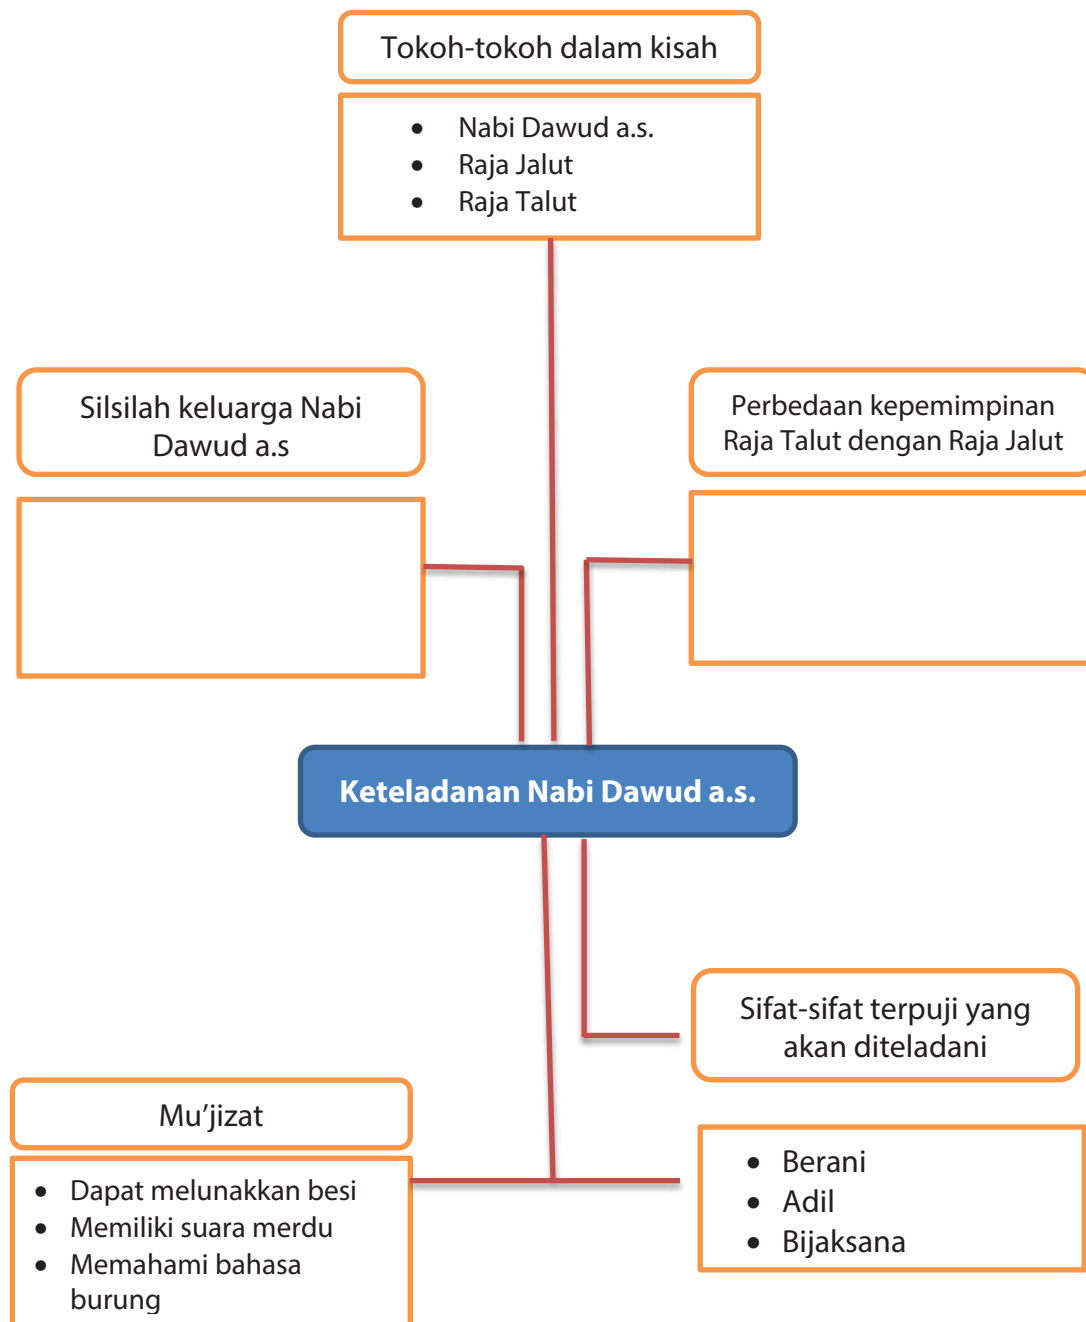 Tokoh-tokoh dalam kisah
• Nabi Dawud a.s.
• Raja Jalut
• Raja Talut
Silsilah keluarga Nabi
Dawud a.s
Perbedaan kepemimpinan
Raja Talut dengan Raja Jalut
Keteladanan Nabi Dawud a.s.
Sifat-sifat terpuji yang
akan diteladani
• Berani
• Adil
• Bijaksana
Mu’jizat
• Dapat melunakkan besi
• Memiliki suara merdu
• Memahami bahasa
burung